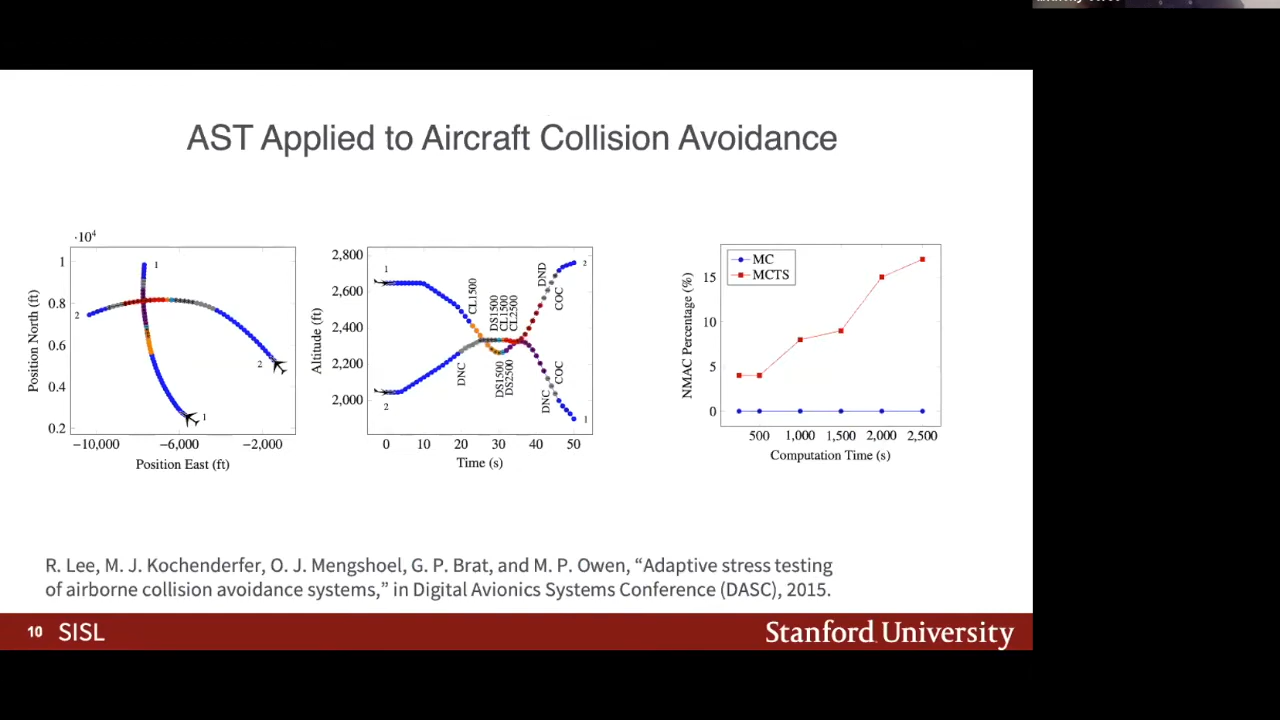 AST Applied to Aircraft Collision Avoidance
·10⁴
1
0.8
0.6
0.4
0.2
Position North (ft)
−10,000 −6,000 −2,000
Position East (ft)
1
2
2
1
2,800
2,600
2,400
2,200
2,000
Altitude (ft)
0 10 20 30 40 50
Time (s)
1
2
CL1500
DS1500
CL1500
CL2500
DND
COC
2
DNC
DS1500
DS2500
DNC
COC
1
MC
MCTS
15
10
5
0
NMAC Percentage (%)
500 1,000 1,500 2,000 2,500
Computation Time (s)
R. Lee, M. J. Kochenderfer, O. J. Mengshoel, G. P. Brat, and M. P. Owen, “Adaptive stress testing
of airborne collision avoidance systems,” in Digital Avionics Systems Conference (DASC), 2015.
10 SISL
Stanford University